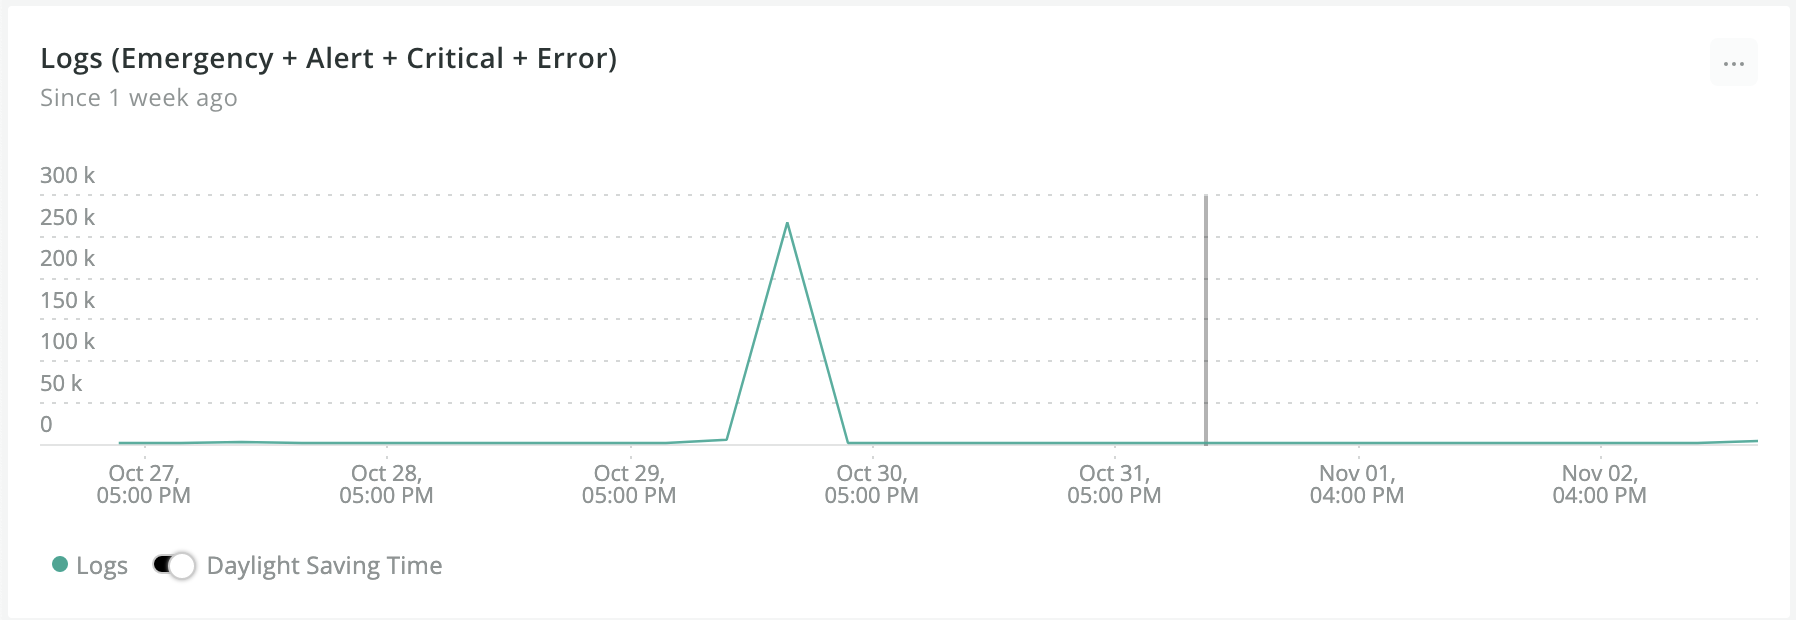 Logs (Emergency + Alert + Critical + Error)
Since 1 week ago
...
300 k
250 k
200 k
150 k
100 k
50 k
0
Oct 27, Oct 28, Oct 29, Oct 30, Oct 31, Nov 01, Nov 02,
05:00 PM 05:00 PM 05:00 PM 05:00 PM 05:00 PM 04:00 PM 04:00 PM
Logs Daylight Saving Time